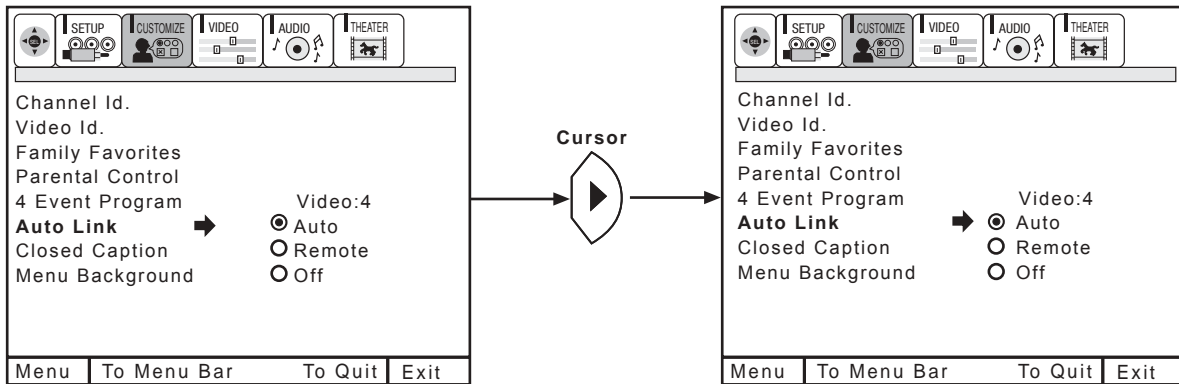 SEL SETUP CUSTOMIZE VIDEO AUDIO THEATER
Channel Id.
Video Id.
Family Favorites
Parental Control
4 Event Program Video:4
Auto Link Auto
Closed Caption Remote
Menu Background Off
Menu To Menu Bar To Quit Exit
Cursor
SEL SETUP CUSTOMIZE VIDEO AUDIO THEATER
Channel Id.
Video Id.
Family Favorites
Parental Control
4 Event Program Video:4
Auto Link Auto
Closed Caption Remote
Menu Background Off
Menu To Menu Bar To Quit Exit